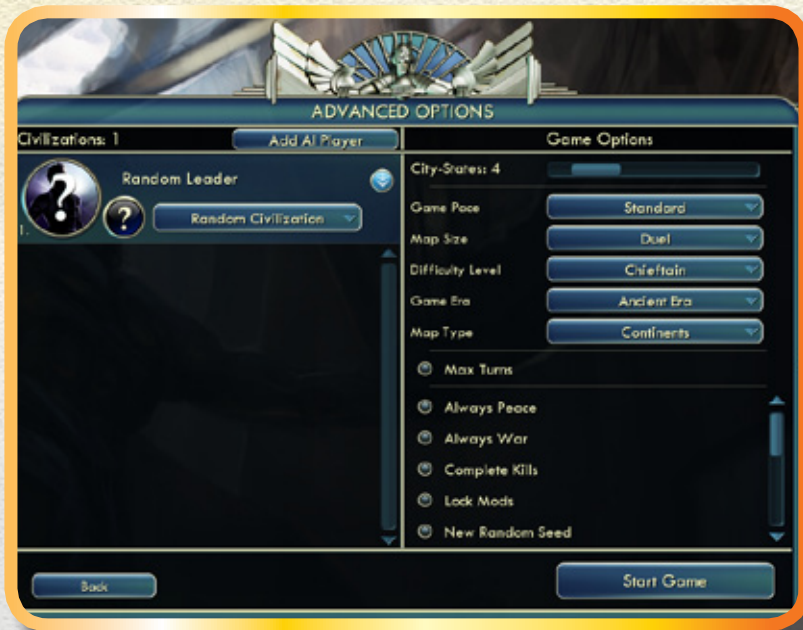 ADVANCED OPTIONS
Civilizations: 1
Add AI Player
Game Options
?
Random Leader
1.
?
Random Civilization
City-States: 4
Game Pace
Standard
Map Size
Duel
Difficulty Level
Chieftain
Game Era
Ancient Era
Map Type
Continents
Max Turns
Always Peace
Always War
Complete Kills
Lock Mods
New Random Seed
Back
Start Game